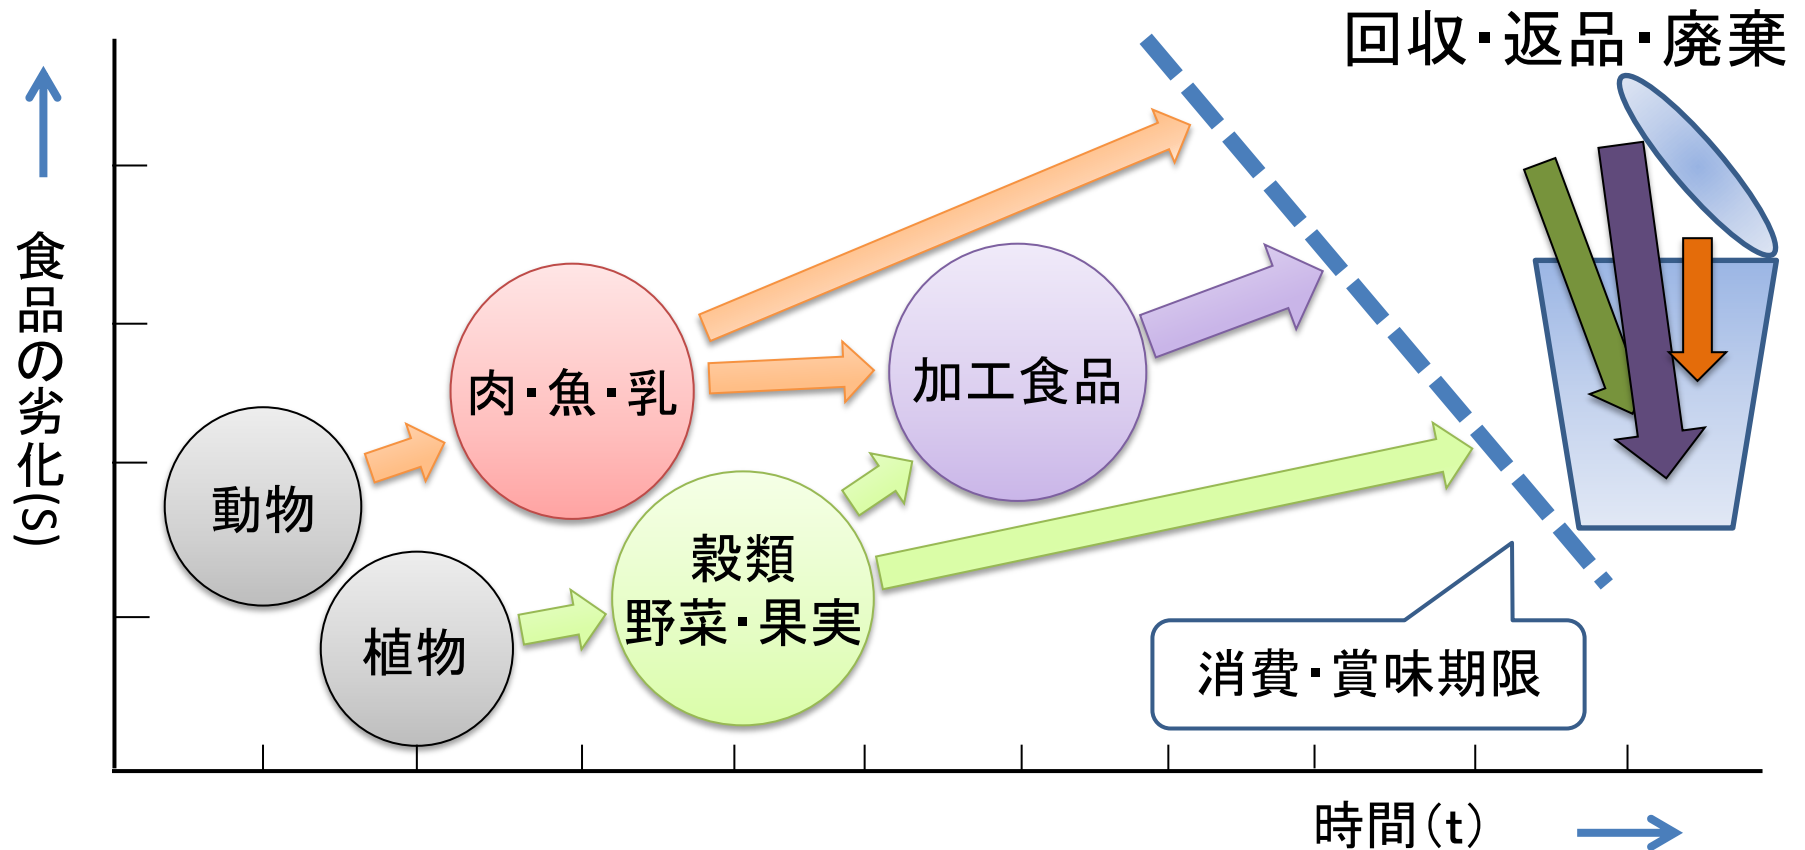 回収・返品・廃棄
食品の劣化(S)
肉・魚・乳
加工食品
動物
穀類
野菜・果実
植物
消費・賞味期限
時間(t)